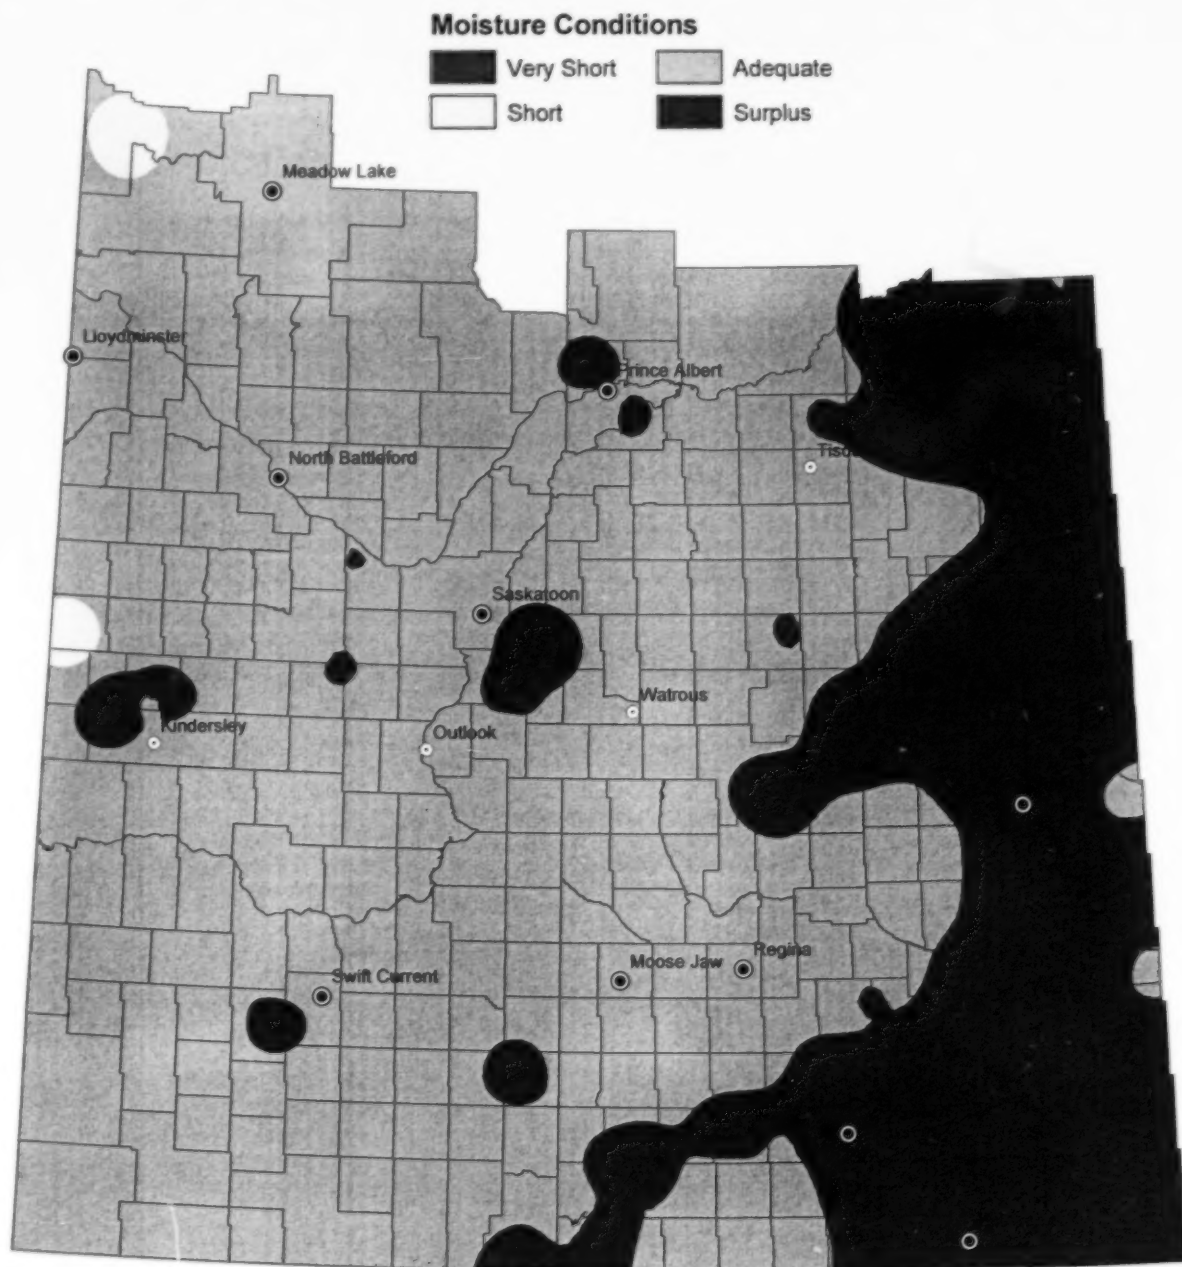 Moisture Conditions
Very Short
Adequate
Short
Surplus
Meadow Lake
Lloydminster
Prince Albert
North Battleford
Saskatoon
Watrous
Kindersley
Outlook
Regina
Moose Jaw
Swift Current